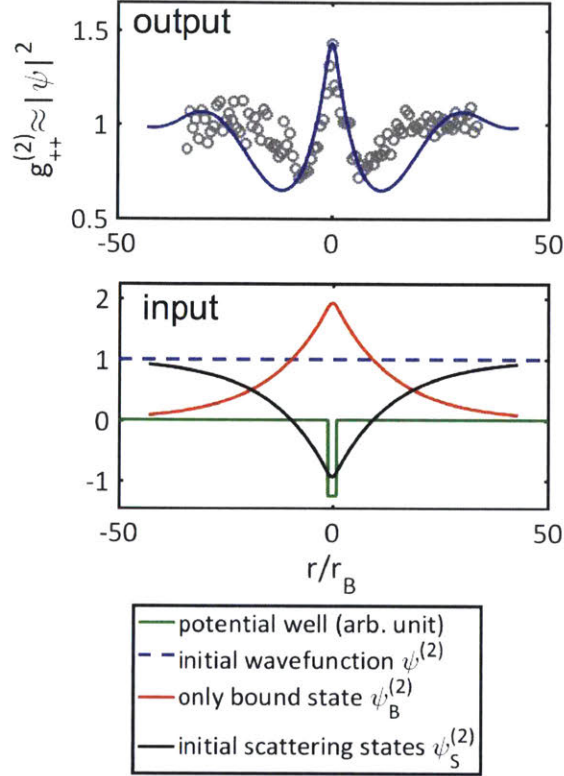 output
g++(2)≈|ψ|2
1.5
1
0.5
-50
0
50
input
2
1
0
-1
-50
0
50
r/rB
potential well (arb. unit)
initial wavefunction ψ(2)
only bound state ψB(2)
initial scattering states ψS(2)